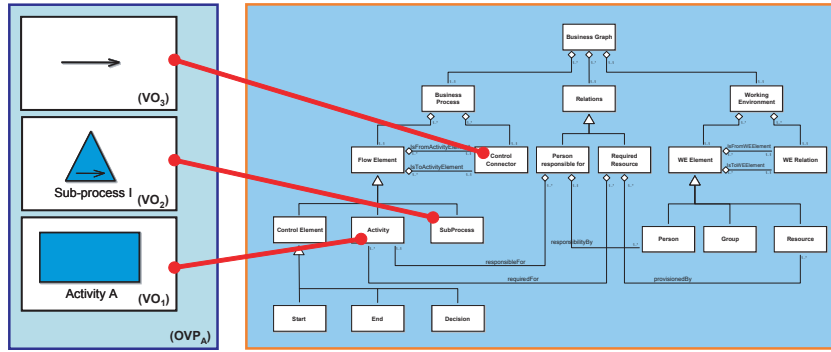 (VO3)
Sub-process I
(VO2)
Activity A
(VO1)
(OVPA)
Business Graph
Business
Process
Relations
Working
Environment
Flow Element
IsFromActivityElement
IsToActivityElement
Control
Connector
Person
responsible for
Required
Resource
WE Element
IsFromWEElement
IsToWEElement
WE Relation
Control Element
Activity
SubProcess
responsibilityBy
Person
Group
Resource
responsibleFor
requiredFor
provisionedBy
Start
End
Decision